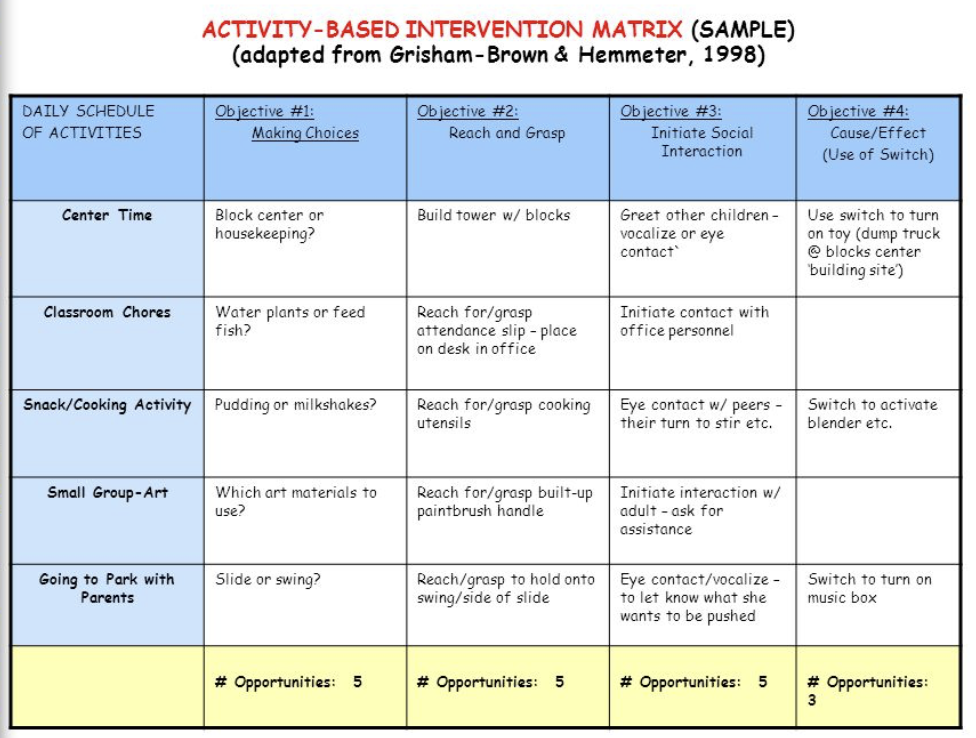 ACTIVITY-BASED INTERVENTION MATRIX (SAMPLE)
(adapted from Grisham-Brown & Hemmeter, 1998)
DAILY SCHEDULE
OF ACTIVITIES
Objective #1:
Making Choices
Objective #2:
Reach and Grasp
Objective #3:
Initiate Social
Interaction
Objective #4:
Cause/Effect
(Use of Switch)
Center Time
Block center or
housekeeping?
Build tower w/ blocks
Greet other children –
vocalize or eye
contact`
Use switch to turn
on toy (dump truck
@ blocks center
‘building site’)
Classroom Chores
Water plants or feed
fish?
Reach for/grasp
attendance slip – place
on desk in office
Initiate contact with
office personnel
Snack/Cooking Activity
Pudding or milkshakes?
Reach for/grasp cooking
utensils
Eye contact w/ peers –
their turn to stir etc.
Switch to activate
blender etc.
Small Group-Art
Which art materials to
use?
Reach for/grasp built-up
paintbrush handle
Initiate interaction w/
adult – ask for
assistance
Going to Park with
Parents
Slide or swing?
Reach/grasp to hold onto
swing/side of slide
Eye contact/vocalize –
to let know what she
wants to be pushed
Switch to turn on
music box
# Opportunities: 5
# Opportunities: 5
# Opportunities: 5
# Opportunities:
3